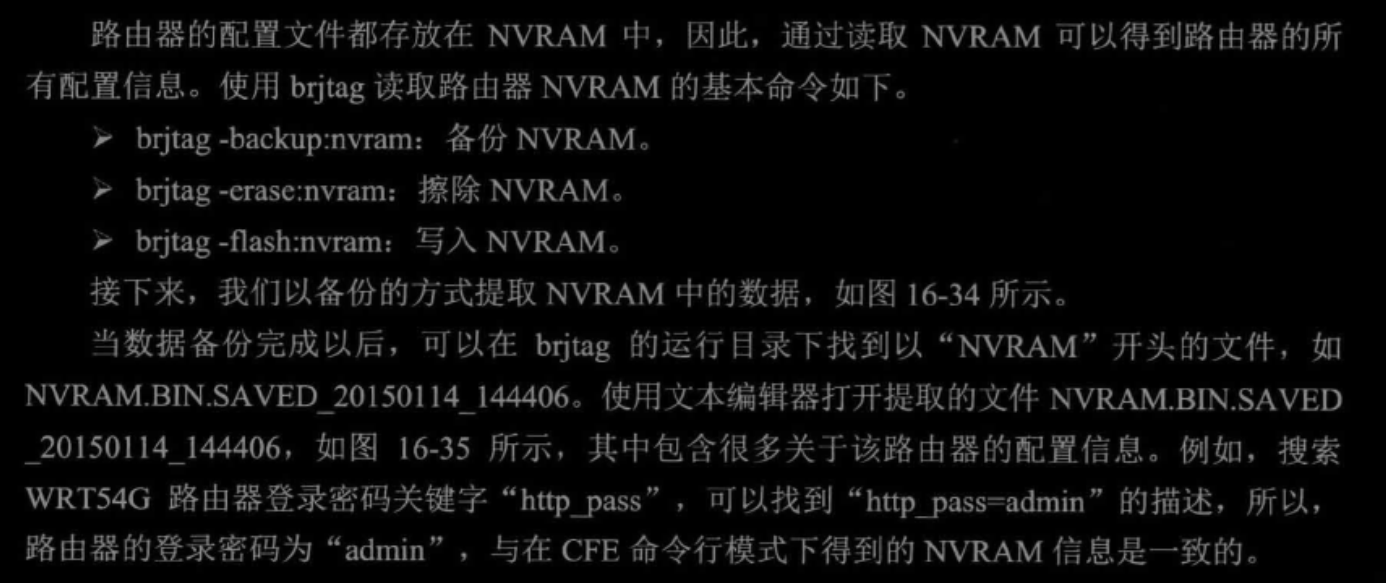 路由器的配置文件都存放在 NVRAM 中，因此，通过读取 NVRAM 可以得到路由器的所
有配置信息。使用 brjtag 读取路由器 NVRAM 的基本命令如下。
➢ brjtag -backup:nvram：备份 NVRAM。
➢ brjtag -erase:nvram：擦除 NVRAM。
➢ brjtag -flash:nvram：写入 NVRAM。
接下来，我们以备份的方式提取 NVRAM 中的数据，如图 16-34 所示。
当数据备份完成以后，可以在 brjtag 的运行目录下找到以“NVRAM”开头的文件，如
NVRAM.BIN.SAVED_20150114_144406。使用文本编辑器打开提取的文件 NVRAM.BIN.SAVED
_20150114_144406，如图 16-35 所示，其中包含很多关于该路由器的配置信息。例如，搜索
WRT54G 路由器登录密码关键字“http_pass”，可以找到“http_pass=admin”的描述，所以，
路由器的登录密码为“admin”，与在 CFE 命令行模式下得到的 NVRAM 信息是一致的。